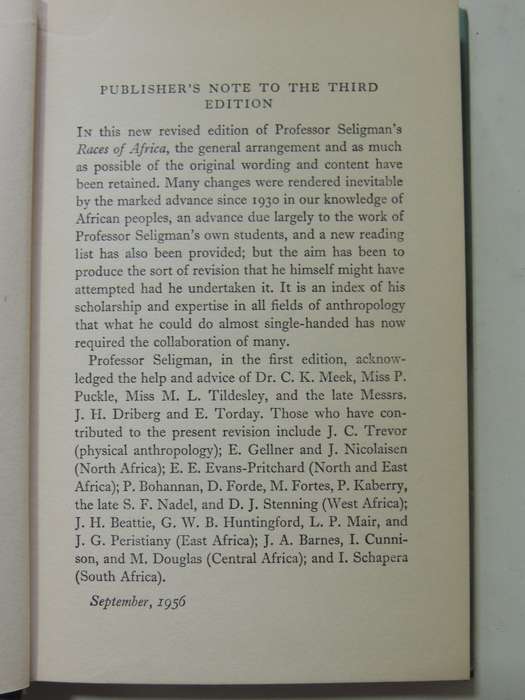 PUBLISHER'S NOTE TO THE THIRD
EDITION
IN this new revised edition of Professor Seligman's
Races of Africa, the general arrangement and as much
as possible of the original wording and content have
been retained. Many changes were rendered inevitable
by the marked advance since 1930 in our knowledge of
African peoples, an advance due largely to the work of
Professor Seligman's own students, and a new reading
list has also been provided; but the aim has been to
produce the sort of revision that he himself might have
attempted had he undertaken it. It is an index of his
scholarship and expertise in all fields of anthropology
that what he could do almost single-handed has now
required the collaboration of many.
Professor Seligman, in the first edition, acknow-
ledged the help and advice of Dr. C. K. Meek, Miss P.
Puckle, Miss M. L. Tildesley, and the late Messrs.
J. H. Driberg and E. Torday. Those who have con-
tributed to the present revision include J. C. Trevor
(physical anthropology); E. Gellner and J. Nicolaisen
(North Africa); E. E. Evans-Pritchard (North and East
Africa); P. Bohannan, D. Forde, M. Fortes, P. Kaberry,
the late S. F. Nadel, and D. J. Stenning (West Africa);
J. H. Beattie, G. W. B. Huntingford, L. P. Mair, and
J. G. Peristiany (East Africa); J. A. Barnes, I. Cunni-
son, and M. Douglas (Central Africa); and I. Schapera
(South Africa).
September, 1956